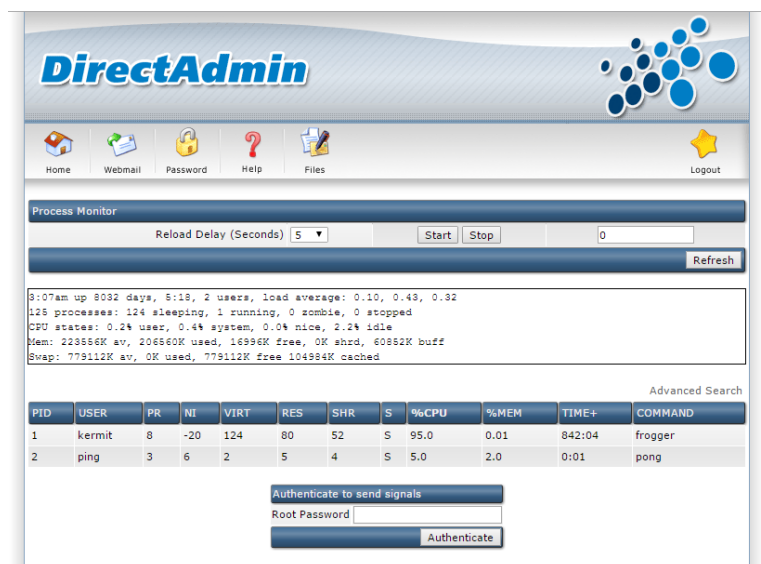 DirectAdmin
Home Webmail Password Help Files Logout
Process Monitor
Reload Delay (Seconds) 5 Start Stop 0
Refresh
3:07am up 8032 days, 5:18, 2 users, load average: 0.10, 0.43, 0.32
125 processes: 124 sleeping, 1 running, 0 zombie, 0 stopped
CPU states: 0.2% user, 0.4% system, 0.0% nice, 2.2% idle
Mem: 223556K av, 206560K used, 16996K free, 0K shrd, 60852K buff
Swap: 779112K av, 0K used, 779112K free 104984K cached
Advanced Search
PID USER PR NI VIRT RES SHR S %CPU %MEM TIME+ COMMAND
1 kermit 8 -20 124 80 52 S 95.0 0.01 842:04 frogger
2 ping 3 6 2 5 4 S 5.0 2.0 0:01 pong
Authenticate to send signals
Root Password
Authenticate